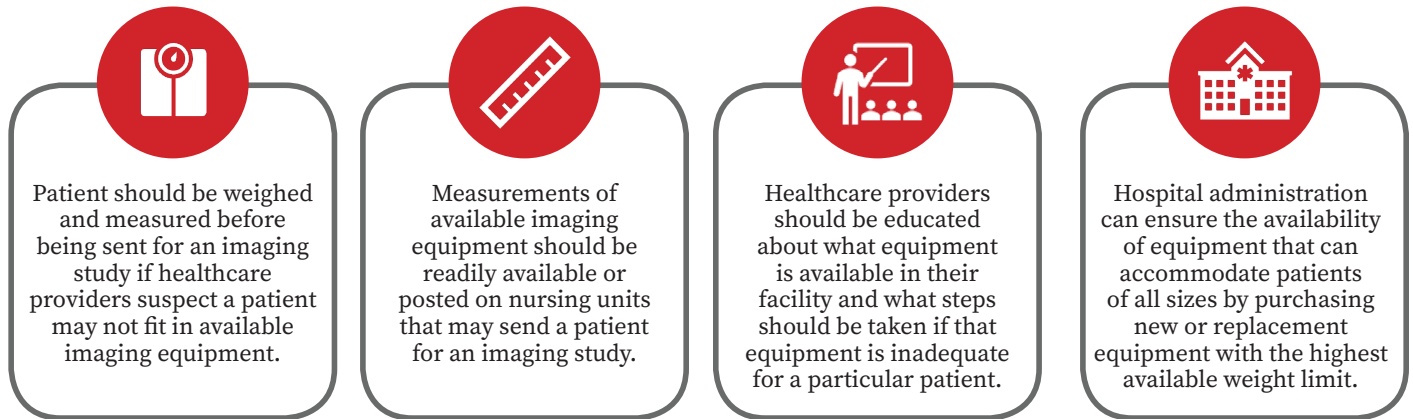 Patient should be weighed
and measured before
being sent for an imaging
study if healthcare
providers suspect a patient
may not fit in available
imaging equipment.
Measurements of
available imaging
equipment should be
readily available or
posted on nursing units
that may send a patient
for an imaging study.
Healthcare providers
should be educated
about what equipment
is available in their
facility and what steps
should be taken if that
equipment is inadequate
for a particular patient.
Hospital administration
can ensure the availability
of equipment that can
accommodate patients
of all sizes by purchasing
new or replacement
equipment with the highest
available weight limit.